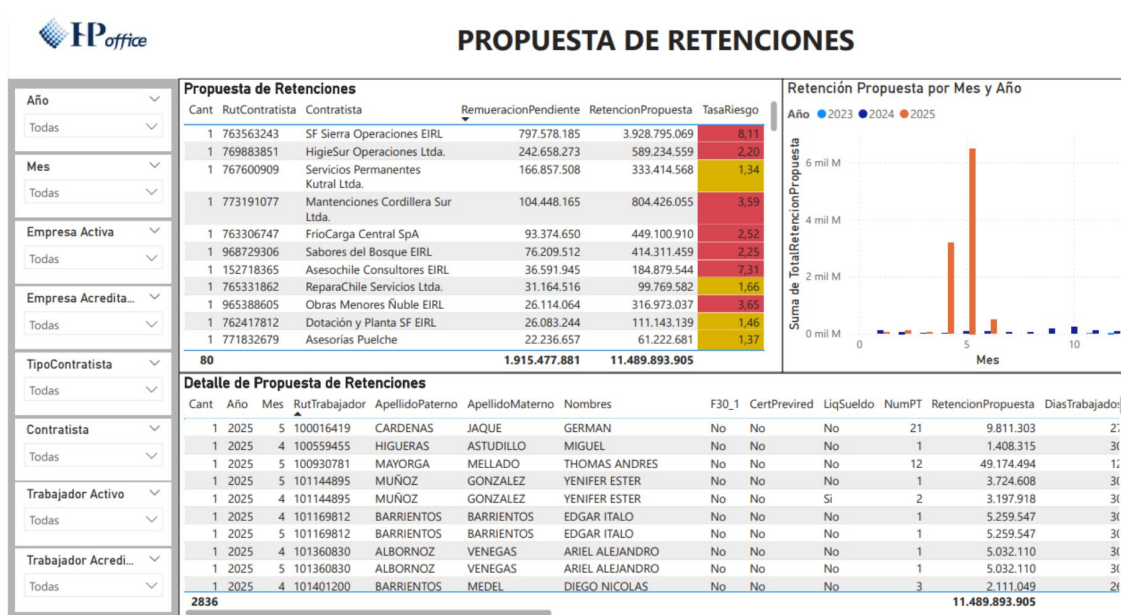 HPoffice
PROPUESTA DE RETENCIONES
Año
Todas
Mes
Todas
Empresa Activa
Todas
Empresa Acredita...
Todas
TipoContratista
Todas
Contratista
Todas
Trabajador Activo
Todas
Trabajador Acredi...
Todas
Propuesta de Retenciones
Cant RutContratista Contratista RemueracionPendiente RetencionPropuesta TasaRiesgo
1 763563243 SF Sierra Operaciones EIRL 797.578.185 3.928.795.069 8,11
1 769883851 HigieSur Operaciones Ltda. 242.658.273 589.234.559 2,20
1 767600909 Servicios Permanentes 166.857.508 333.414.568 1,34
Kutral Ltda.
1 773191077 Mantenciones Cordillera Sur 104.448.165 804.426.055 3,59
Ltda.
1 763306747 FrioCarga Central SpA 93.374.650 449.100.910 2,52
1 968729306 Sabores del Bosque EIRL 76.209.512 414.311.459 2,25
1 152718365 Asesochile Consultores EIRL 36.591.945 184.879.544 7,31
1 765331862 ReparaChile Servicios Ltda. 31.164.516 99.769.582 1,66
1 965388605 Obras Menores Ñuble EIRL 26.114.064 316.973.037 3,65
1 762417812 Dotación y Planta SF EIRL 26.083.244 111.143.139 1,46
1 771832679 Asesorías Puelche 22.236.657 61.222.681 1,37
80 1.915.477.881 11.489.893.905
Retención Propuesta por Mes y Año
Año 2023 2024 2025
Suma de TotalRetencionPropuesta
6 mil M
4 mil M
2 mil M
0 mil M
0 5 10
Mes
Detalle de Propuesta de Retenciones
Cant Año Mes RutTrabajador ApellidoPaterno ApellidoMaterno Nombres F30_1 CertPrevired LiqSueldo NumPT RetencionPropuesta DiasTrabajado
1 2025 5 100016419 CARDENAS JAQUE GERMAN No No No 21 9.811.303
1 2025 4 100559455 HIGUERAS ASTUDILLO MIGUEL No No No 1 1.408.315
1 2025 5 100930781 MAYORGA MELLADO THOMAS ANDRES No No No 12 49.174.494
1 2025 5 101144895 MUÑOZ GONZALEZ YENIFER ESTER No No No 1 3.724.608
1 2025 4 101144895 MUÑOZ GONZALEZ YENIFER ESTER No No Si 2 3.197.918
1 2025 4 101169812 BARRIENTOS BARRIENTOS EDGAR ITALO No No No 1 5.259.547
1 2025 5 101169812 BARRIENTOS BARRIENTOS EDGAR ITALO No No No 1 5.259.547
1 2025 4 101360830 ALBORNOZ VENEGAS ARIEL ALEJANDRO No No No 1 5.032.110
1 2025 5 101360830 ALBORNOZ VENEGAS ARIEL ALEJANDRO No No No 1 5.032.110
1 2025 4 101401200 BARRIENTOS MEDEL DIEGO NICOLAS No No No 3 2.111.049
2836 11.489.893.905